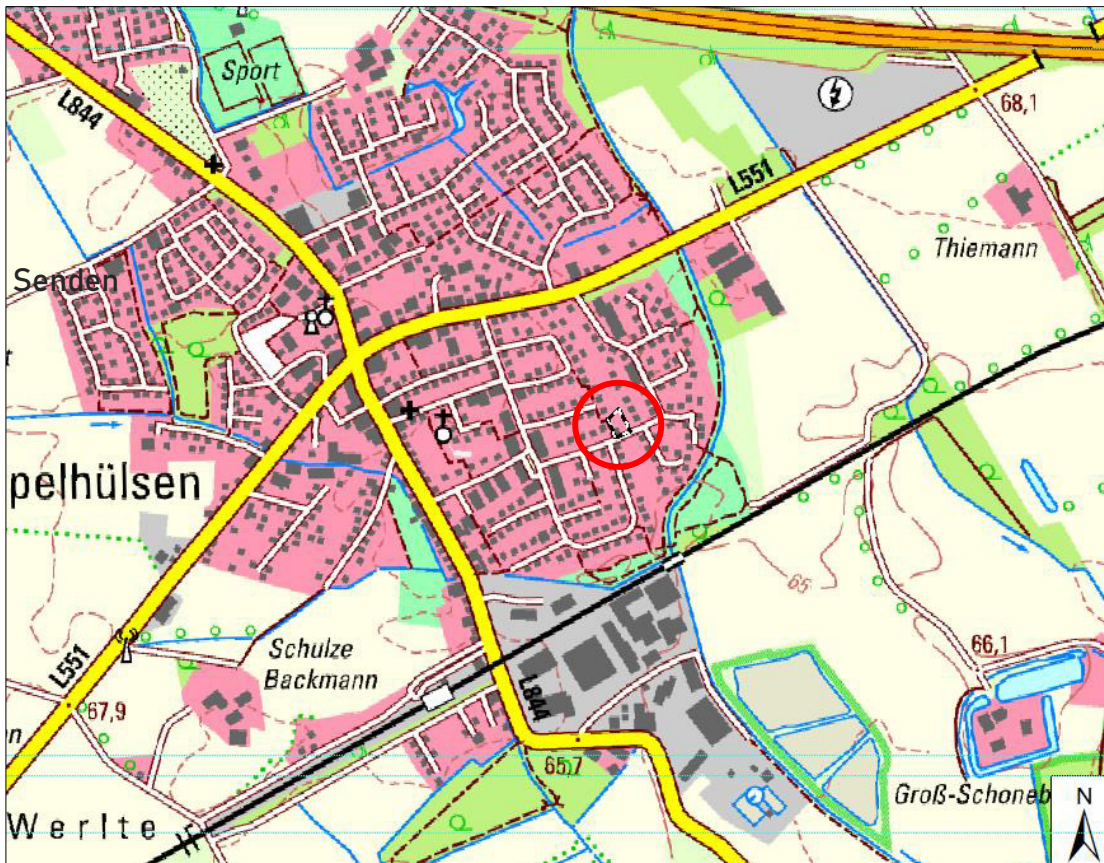 Sport
L844
68,1
L551
Thiemann
Senden
pelhülsen
65
Schulze
Backmann
66,1
L551
L844
67,9
65,7
Groß-Schoneb
N
Werlte